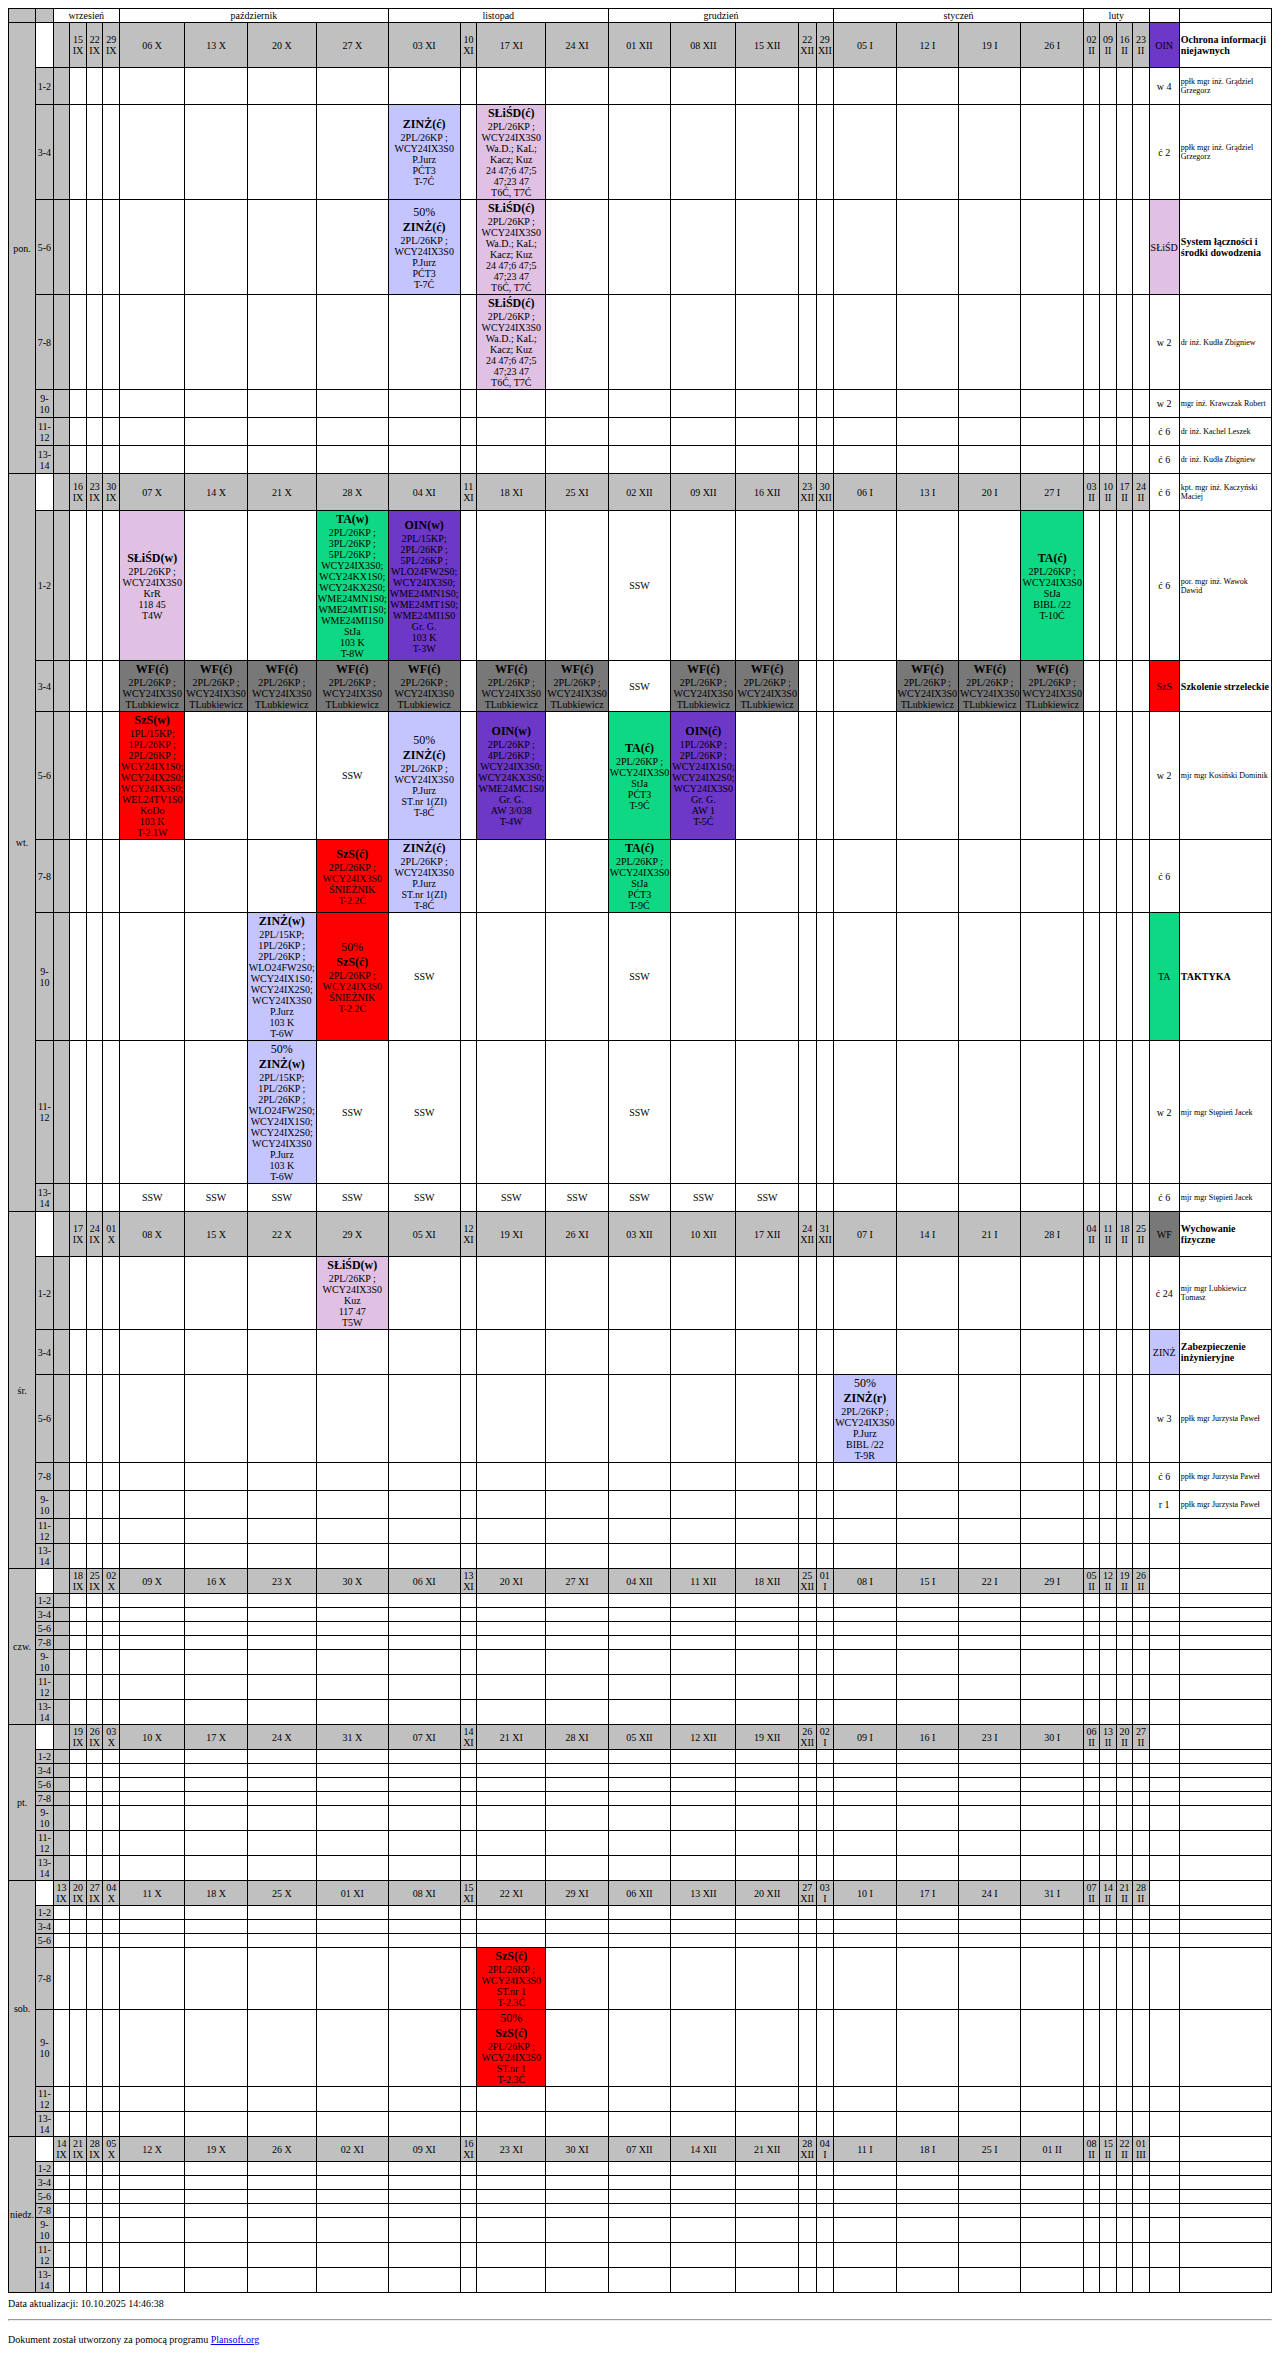 wrzesień październik listopad grudzień styczeń luty
pon.
15 IX 22 IX 29 IX 06 X 13 X 20 X 27 X 03 XI 10 XI 17 XI 24 XI 01 XII 08 XII 15 XII 22 XII 29 XII 05 I 12 I 19 I 26 I 02 II 09 II 16 II 23 II OIN Ochrona informacji niejawnych
1-2 w 4 ppłk mgr inż. Grądziel Grzegorz
3-4
ZINŻ(ć)
2PL/26KP ;
WCY24IX3S0
P.Jurz
PĆT3
T-7Ć
SŁiŚD(ć)
2PL/26KP ;
WCY24IX3S0
Wa.D.; KaL;
Kacz; Kuz
24 47;6 47;5
47;23 47
T6Ć, T7Ć
ć 2 ppłk mgr inż. Grądziel Grzegorz
5-6
50%
ZINŻ(ć)
2PL/26KP ;
WCY24IX3S0
P.Jurz
PĆT3
T-7Ć
SŁiŚD(ć)
2PL/26KP ;
WCY24IX3S0
Wa.D.; KaL;
Kacz; Kuz
24 47;6 47;5
47;23 47
T6Ć, T7Ć
SŁiŚD System łączności i środki dowodzenia
7-8
SŁiŚD(ć)
2PL/26KP ;
WCY24IX3S0
Wa.D.; KaL;
Kacz; Kuz
24 47;6 47;5
47;23 47
T6Ć, T7Ć
w 2 dr inż. Kudła Zbigniew
9-10 w 2 mgr inż. Krawczak Robert
11-12 ć 6 dr inż. Kachel Leszek
13-14 ć 6 dr inż. Kudła Zbigniew
wt.
16 IX 23 IX 30 IX 07 X 14 X 21 X 28 X 04 XI 11 XI 18 XI 25 XI 02 XII 09 XII 16 XII 23 XII 30 XII 06 I 13 I 20 I 27 I 03 II 10 II 17 II 24 II ć 6 kpt. mgr inż. Kaczyński Maciej
1-2
SŁiŚD(w)
2PL/26KP ;
WCY24IX3S0
KrR
118 45
T4W
TA(w)
2PL/26KP ;
3PL/26KP ;
5PL/26KP ;
WCY24IX3S0;
WCY24KX1S0;
WCY24KX2S0;
WME24MN1S0;
WME24MT1S0;
WME24MI1S0
StJa
103 K
T-8W
OIN(w)
2PL/15KP;
2PL/26KP ;
5PL/26KP ;
WLO24FW2S0;
WCY24IX3S0;
WME24MN1S0;
WME24MT1S0;
WME24MI1S0
Gr. G.
103 K
T-3W
SSW
TA(ć)
2PL/26KP ;
WCY24IX3S0
StJa
BIBL /22
T-10Ć
ć 6 por. mgr inż. Wawok Dawid
3-4
WF(ć) WF(ć) WF(ć) WF(ć) WF(ć) WF(ć) WF(ć) SSW WF(ć) WF(ć) WF(ć) WF(ć) WF(ć)
2PL/26KP ; 2PL/26KP ; 2PL/26KP ; 2PL/26KP ; 2PL/26KP ; 2PL/26KP ; 2PL/26KP ; 2PL/26KP ; 2PL/26KP ; 2PL/26KP ; 2PL/26KP ; 2PL/26KP ;
WCY24IX3S0 WCY24IX3S0 WCY24IX3S0 WCY24IX3S0 WCY24IX3S0 WCY24IX3S0 WCY24IX3S0 WCY24IX3S0 WCY24IX3S0 WCY24IX3S0 WCY24IX3S0 WCY24IX3S0
TLubkiewicz TLubkiewicz TLubkiewicz TLubkiewicz TLubkiewicz TLubkiewicz TLubkiewicz TLubkiewicz TLubkiewicz TLubkiewicz TLubkiewicz TLubkiewicz
SzS Szkolenie strzeleckie
5-6
SzS(w)
1PL/15KP;
1PL/26KP ;
2PL/26KP ;
WCY24IX1S0;
WCY24IX2S0;
WCY24IX3S0;
WEL24TV1S0
KoDo
103 K
T-2.1W
SSW
50%
ZINŻ(ć)
2PL/26KP ;
WCY24IX3S0
P.Jurz
ST.nr 1(ZI)
T-8Ć
OIN(w)
2PL/26KP ;
4PL/26KP ;
WCY24IX3S0;
WCY24KX3S0;
WME24MC1S0
Gr. G.
AW 3/038
T-4W
TA(ć)
2PL/26KP ;
WCY24IX3S0
StJa
PĆT3
T-9Ć
OIN(ć)
1PL/26KP ;
2PL/26KP ;
WCY24IX1S0;
WCY24IX2S0;
WCY24IX3S0
Gr. G.
AW 1
T-5Ć
w 2 mjr mgr Kosiński Dominik
7-8
SzS(ć)
2PL/26KP ;
WCY24IX3S0
ŚNIEŻNIK
T-2.2Ć
ZINŻ(ć)
2PL/26KP ;
WCY24IX3S0
P.Jurz
ST.nr 1(ZI)
T-8Ć
TA(ć)
2PL/26KP ;
WCY24IX3S0
StJa
PĆT3
T-9Ć
ć 6
9-10
ZINŻ(w)
2PL/15KP;
1PL/26KP ;
2PL/26KP ;
WLO24FW2S0;
WCY24IX1S0;
WCY24IX2S0;
WCY24IX3S0
P.Jurz
103 K
T-6W
50%
SzS(ć)
2PL/26KP ;
WCY24IX3S0
ŚNIEŻNIK
T-2.2Ć
SSW SSW
TA TAKTYKA
11-12
50%
ZINŻ(w)
2PL/15KP;
1PL/26KP ;
2PL/26KP ;
WLO24FW2S0;
WCY24IX1S0;
WCY24IX2S0;
WCY24IX3S0
P.Jurz
103 K
T-6W
SSW SSW SSW
w 2 mjr mgr Stępień Jacek
13-14 SSW SSW SSW SSW SSW SSW SSW SSW SSW SSW ć 6 mjr mgr Stępień Jacek
śr.
17 IX 24 IX 01 X 08 X 15 X 22 X 29 X 05 XI 12 XI 19 XI 26 XI 03 XII 10 XII 17 XII 24 XII 31 XII 07 I 14 I 21 I 28 I 04 II 11 II 18 II 25 II WF Wychowanie fizyczne
1-2
SŁiŚD(w)
2PL/26KP ;
WCY24IX3S0
Kuz
117 47
T5W
ć 24 mjr mgr Lubkiewicz Tomasz
3-4 ZINŻ Zabezpieczenie inżynieryjne
5-6
50%
ZINŻ(r)
2PL/26KP ;
WCY24IX3S0
P.Jurz
BIBL /22
T-9R
w 3 ppłk mgr Jurzysta Paweł
7-8 ć 6 ppłk mgr Jurzysta Paweł
9-10 r 1 ppłk mgr Jurzysta Paweł
11-12
13-14
czw.
18 IX 25 IX 02 X 09 X 16 X 23 X 30 X 06 XI 13 XI 20 XI 27 XI 04 XII 11 XII 18 XII 25 XII 01 I 08 I 15 I 22 I 29 I 05 II 12 II 19 II 26 II
1-2
3-4
5-6
7-8
9-10
11-12
13-14
pt.
19 IX 26 IX 03 X 10 X 17 X 24 X 31 X 07 XI 14 XI 21 XI 28 XI 05 XII 12 XII 19 XII 26 XII 02 I 09 I 16 I 23 I 30 I 06 II 13 II 20 II 27 II
1-2
3-4
5-6
7-8
9-10
11-12
13-14
sob.
13 IX 20 IX 27 IX 04 X 11 X 18 X 25 X 01 XI 08 XI 15 XI 22 XI 29 XI 06 XII 13 XII 20 XII 27 XII 03 I 10 I 17 I 24 I 31 I 07 II 14 II 21 II 28 II
1-2
3-4
5-6
7-8
SzS(ć)
2PL/26KP ;
WCY24IX3S0
ST.nr 1
T-2.3Ć
9-10
50%
SzS(ć)
2PL/26KP ;
WCY24IX3S0
ST.nr 1
T-2.3Ć
11-12
13-14
niedz.
14 IX 21 IX 28 IX 05 X 12 X 19 X 26 X 02 XI 09 XI 16 XI 23 XI 30 XI 07 XII 14 XII 21 XII 28 XII 04 I 11 I 18 I 25 I 01 II 08 II 15 II 22 II 01 III
1-2
3-4
5-6
7-8
9-10
11-12
13-14
Data aktualizacji: 10.10.2025 14:46:38
Dokument został utworzony za pomocą programu Plansoft.org